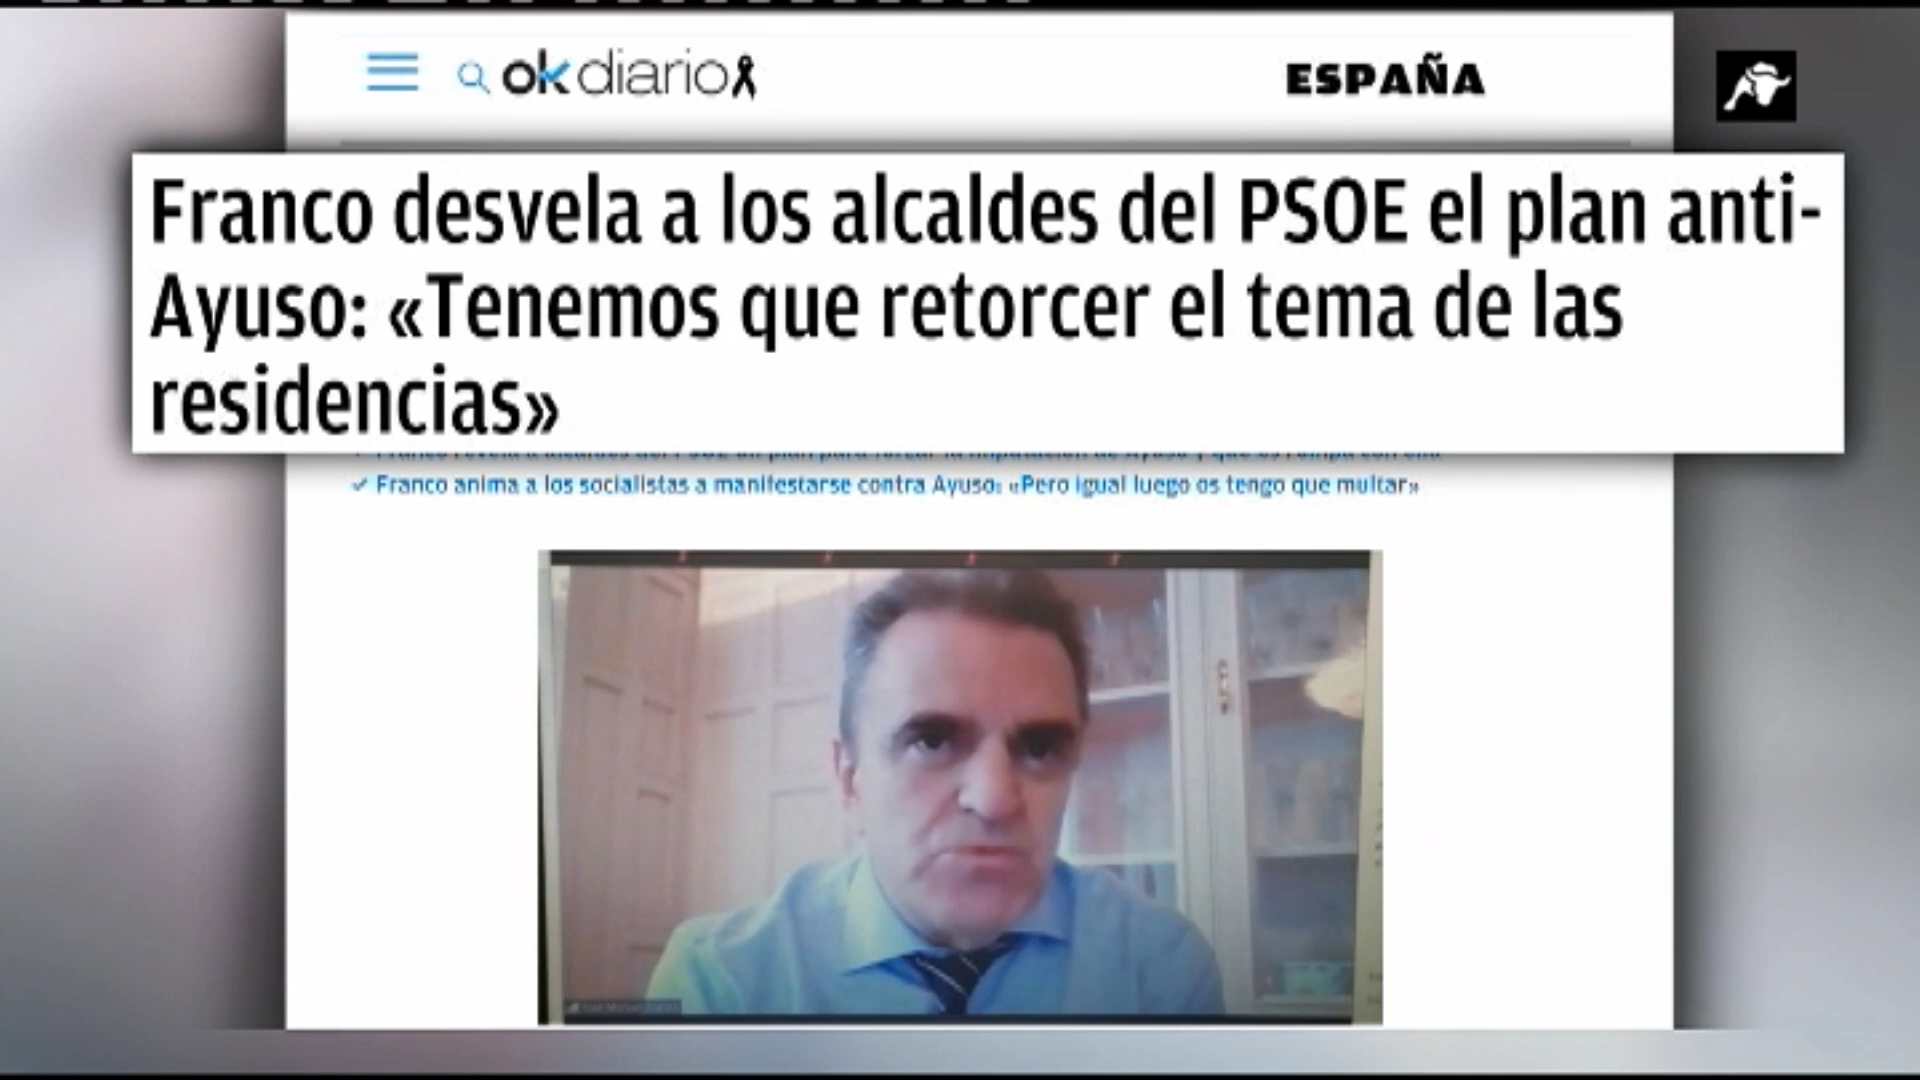 okdiario
ESPAÑA
Franco desvela a los alcaldes del PSOE el plan anti-
Ayuso: «Tenemos que retorcer el tema de las
residencias»
Franco anima a los socialistas a manifestarse contra Ayuso: «Pero igual luego os tengo que multar»